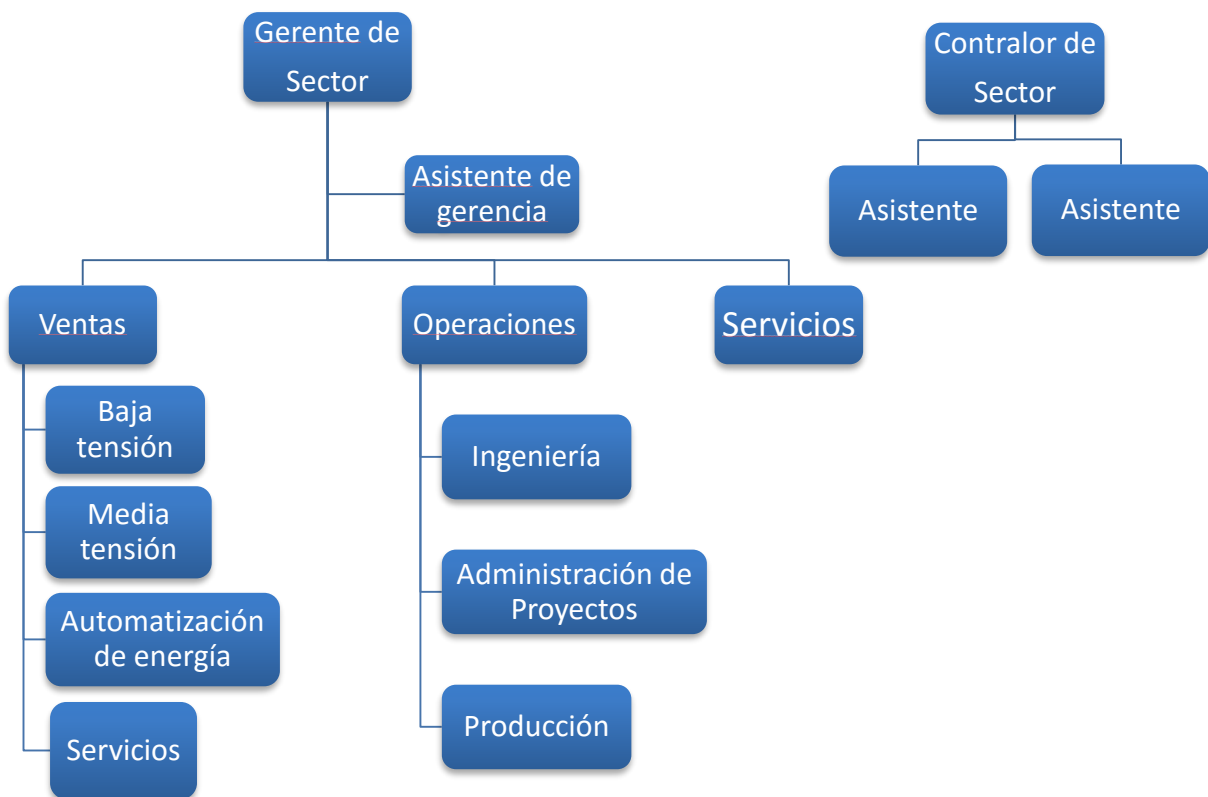 Gerente de
Sector
Contralor de
Sector
Asistente de
gerencia
Asistente
Asistente
Ventas
Operaciones
Servicios
Baja
tensión
Media
tensión
Automatización
de energía
Servicios
Ingeniería
Administración de
Proyectos
Producción